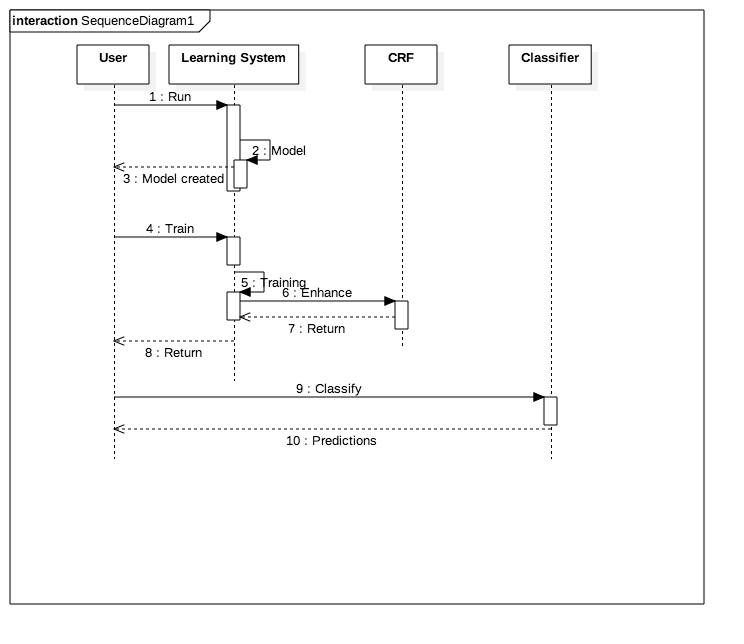 interaction SequenceDiagram1
User
Learning System
CRF
Classifier
1 : Run
2 : Model
3 : Model created
4 : Train
5 : Training
6 : Enhance
7 : Return
8 : Return
9 : Classify
10 : Predictions